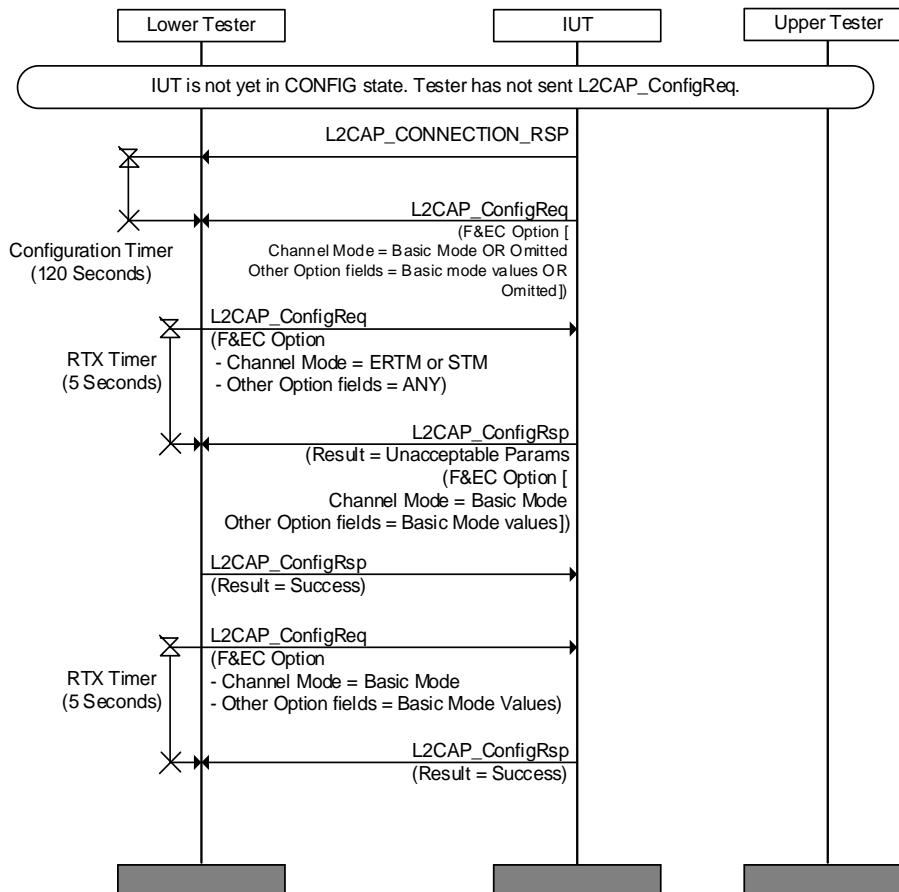 Lower Tester
IUT
Upper Tester
IUT is not yet in CONFIG state. Tester has not sent L2CAP_ConfigReq.
L2CAP_CONNECTION_RSP
L2CAP_ConfigReq
(F&EC Option [
Channel Mode = Basic Mode OR Omitted
Other Option fields = Basic mode values OR
Omitted])
Configuration Timer
(120 Seconds)
L2CAP_ConfigReq
(F&EC Option
- Channel Mode = ERTM or STM
- Other Option fields = ANY)
RTX Timer
(5 Seconds)
L2CAP_ConfigRsp
(Result = Unacceptable Params
(F&EC Option [
Channel Mode = Basic Mode
Other Option fields = Basic Mode values])
L2CAP_ConfigRsp
(Result = Success)
L2CAP_ConfigReq
(F&EC Option
- Channel Mode = Basic Mode
- Other Option fields = Basic Mode Values)
RTX Timer
(5 Seconds)
L2CAP_ConfigRsp
(Result = Success)